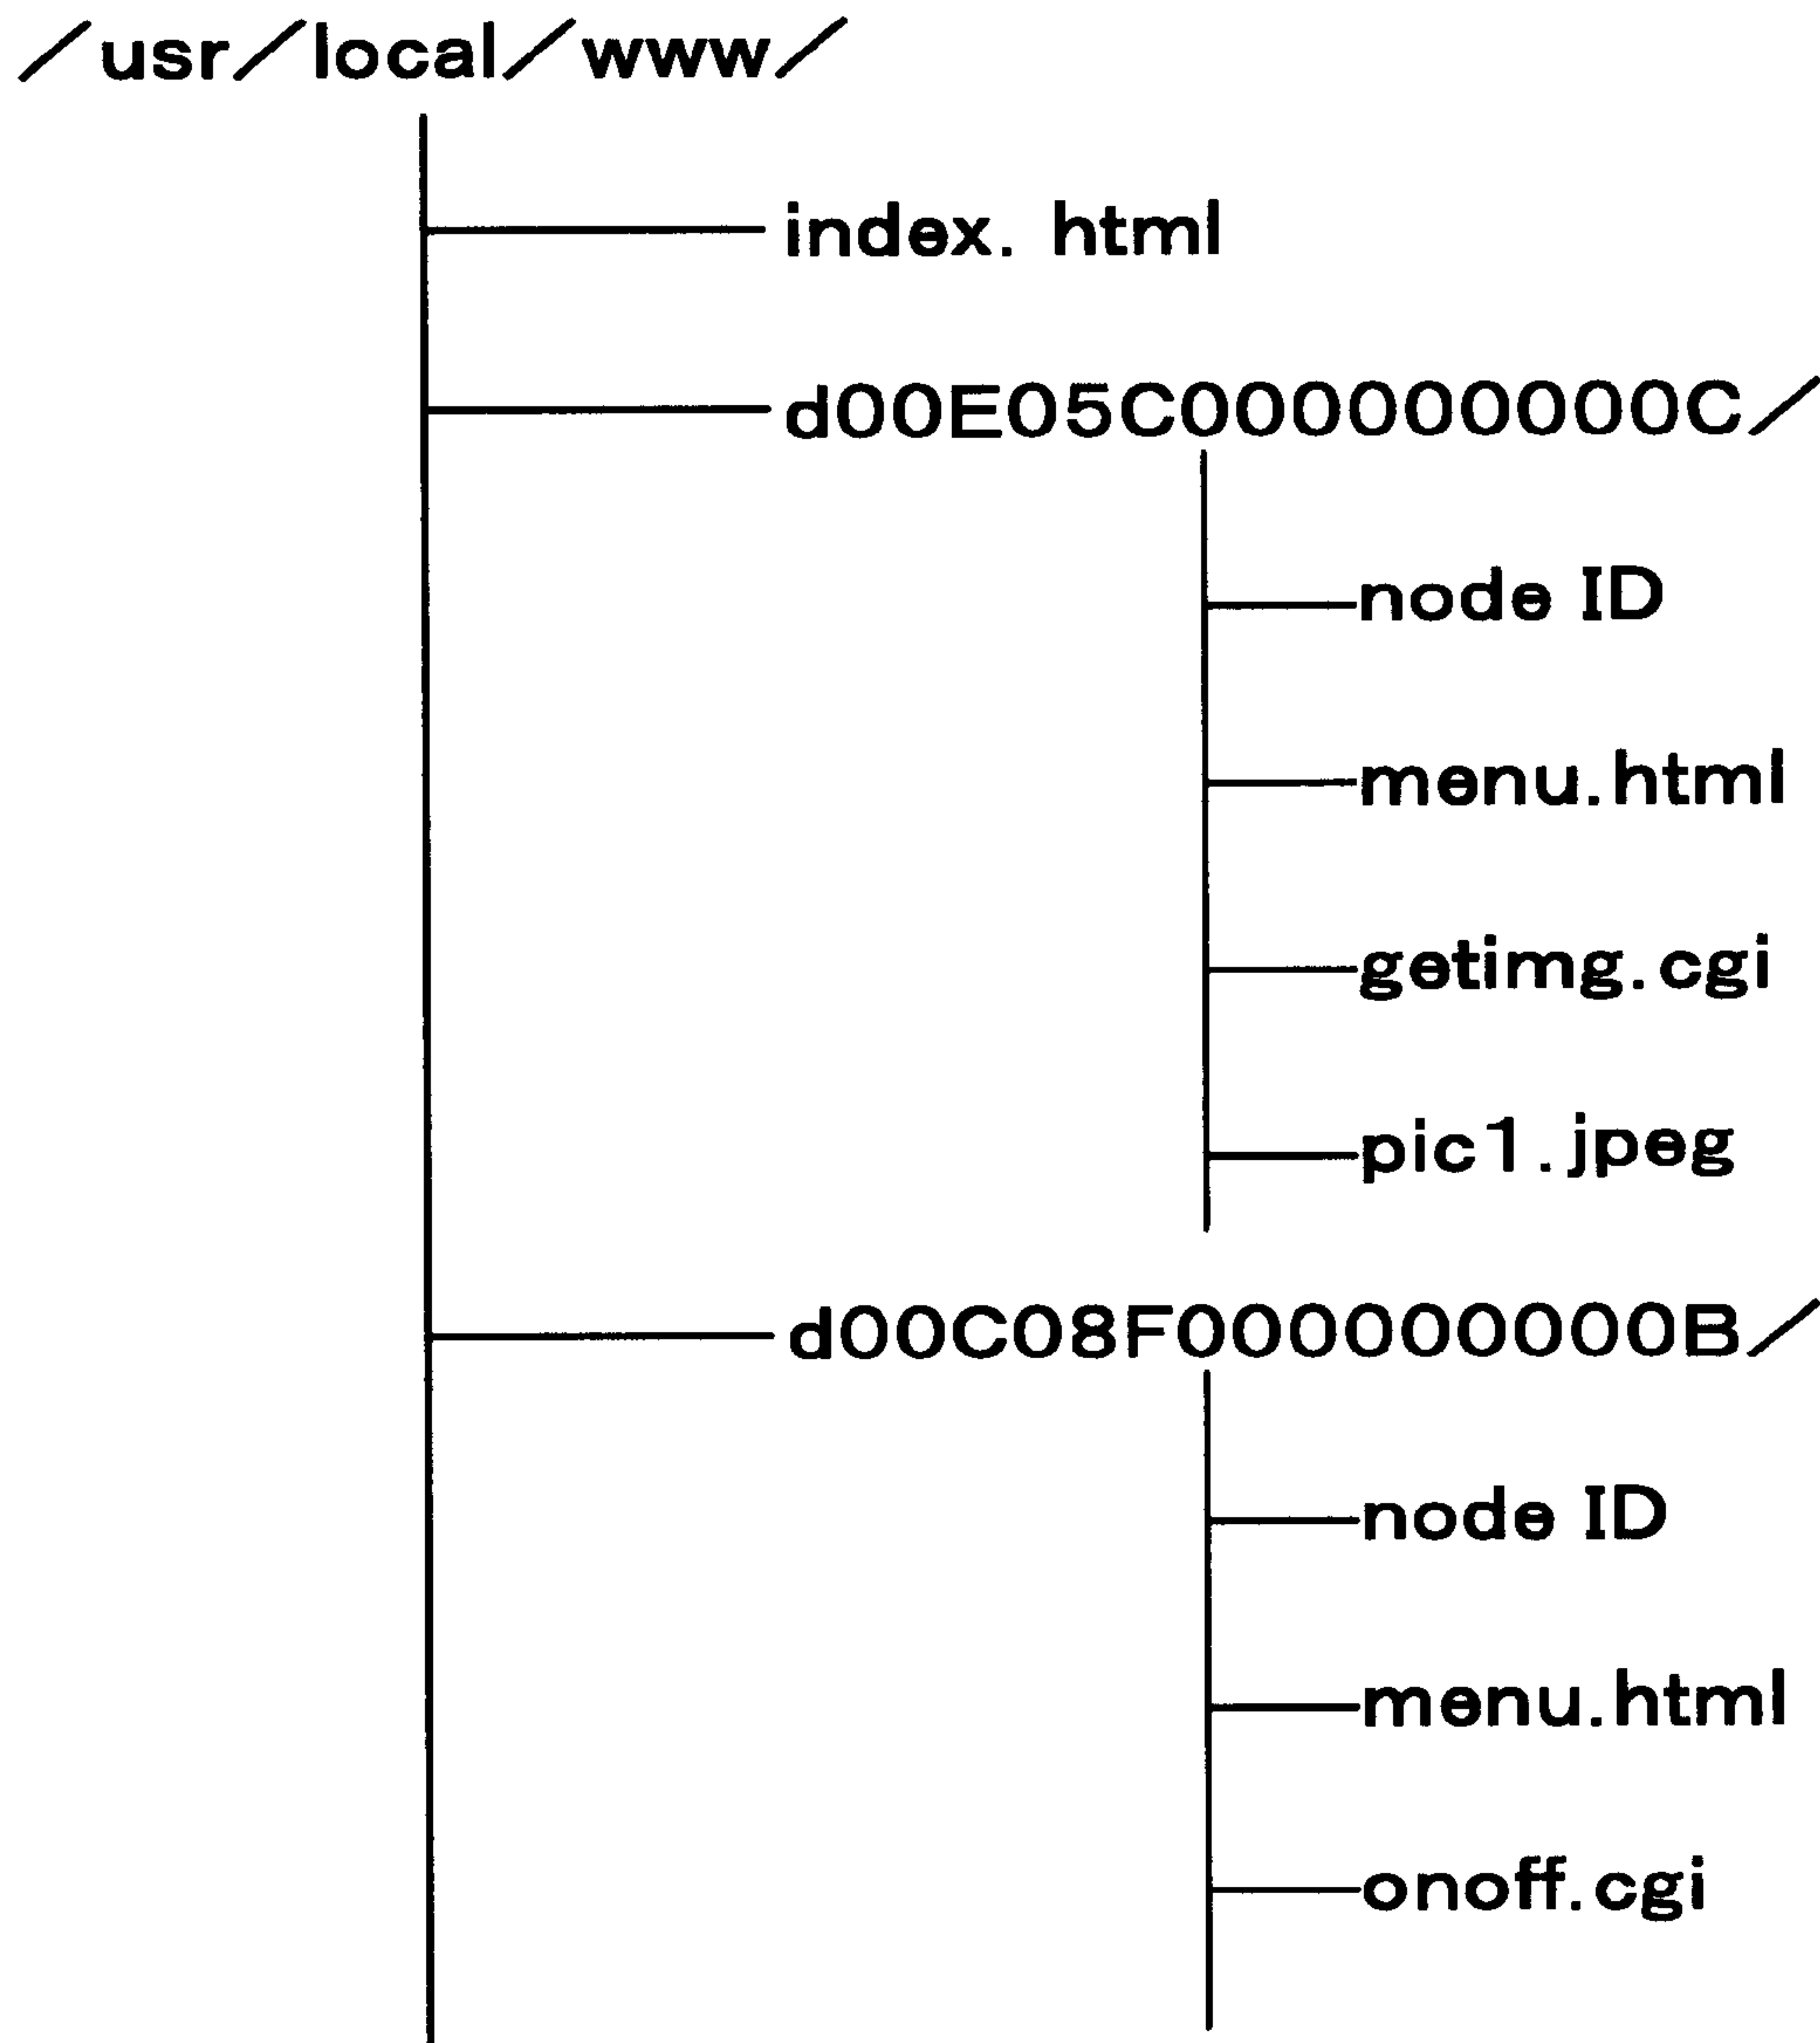 /usr/local/www/
index. html
d00E05C000000000C/
node ID
menu.html
getimg.cgi
pic1.jpeg
d00C08F000000000B/
node ID
menu.html
onoff.cgi